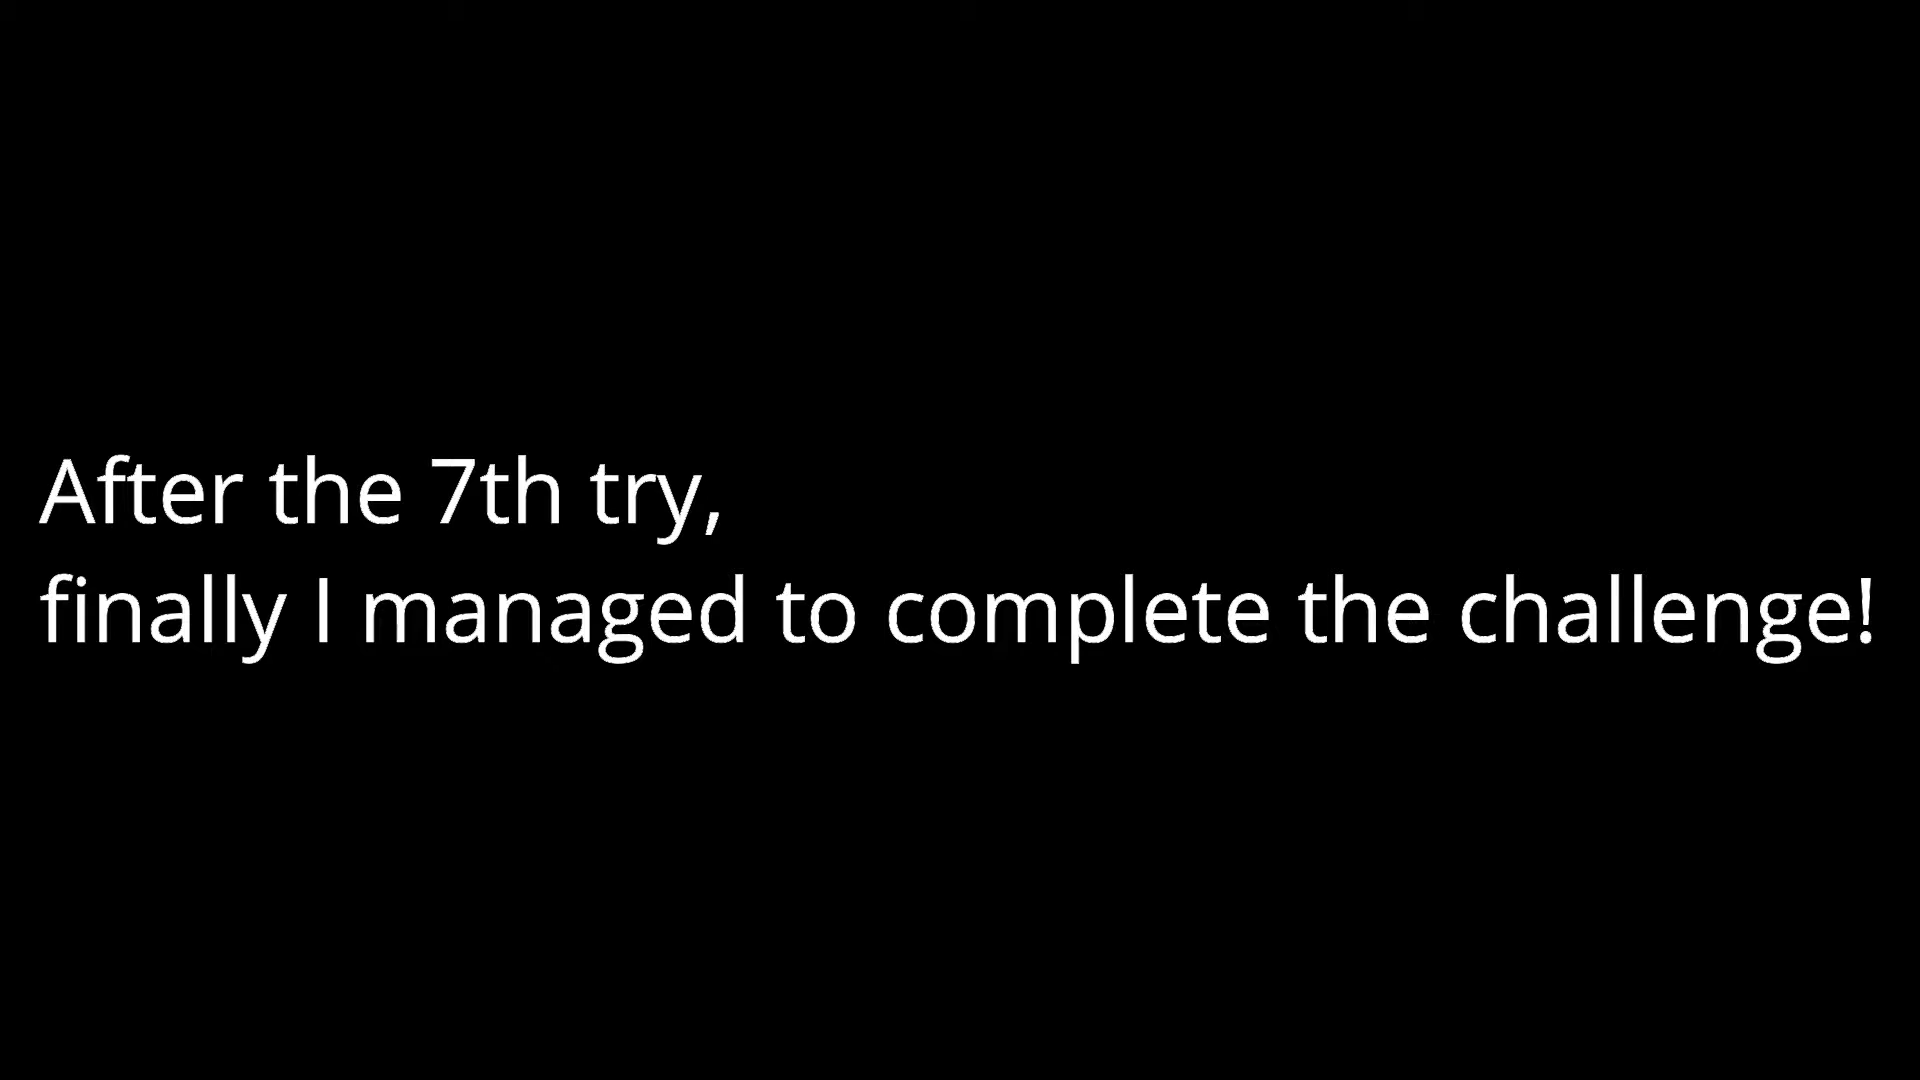 After the 7th try,
finally I managed to complete the challenge!